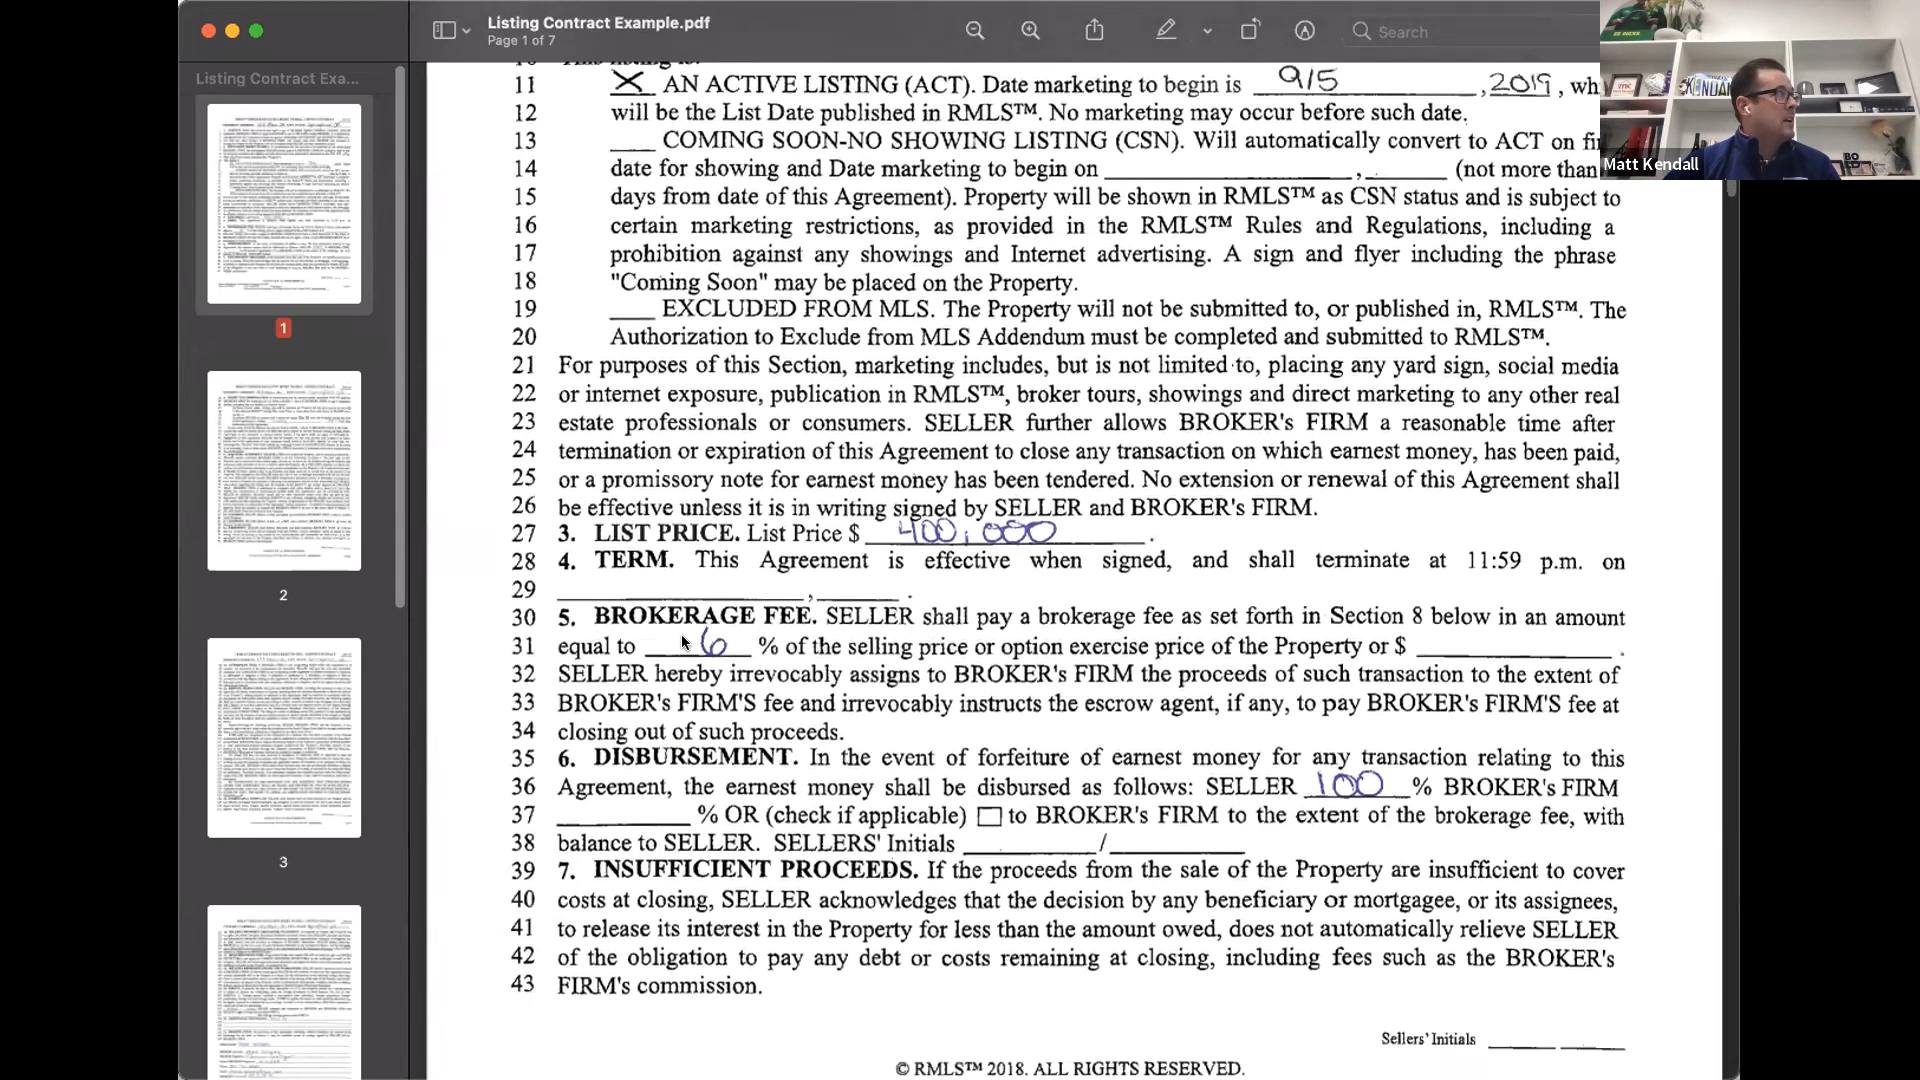 Listing Contract Example.pdf
Page 1 of 7
Search
Listing Contract Exa...
1
2
3
Matt Kendall
11 X AN ACTIVE LISTING (ACT). Date marketing to begin is 9/5, 2019, wh
12 will be the List Date published in RMLS™. No marketing may occur before such date.
13 ____ COMING SOON-NO SHOWING LISTING (CSN). Will automatically convert to ACT on fi
14 date for showing and Date marketing to begin on ____________, ______ (not more than
15 days from date of this Agreement). Property will be shown in RMLS™ as CSN status and is subject to
16 certain marketing restrictions, as provided in the RMLS™ Rules and Regulations, including a
17 prohibition against any showings and Internet advertising. A sign and flyer including the phrase
18 "Coming Soon" may be placed on the Property.
19 ____ EXCLUDED FROM MLS. The Property will not be submitted to, or published in, RMLS™. The
20 Authorization to Exclude from MLS Addendum must be completed and submitted to RMLS™.
21 For purposes of this Section, marketing includes, but is not limited to, placing any yard sign, social media
22 or internet exposure, publication in RMLS™, broker tours, showings and direct marketing to any other real
23 estate professionals or consumers. SELLER further allows BROKER's FIRM a reasonable time after
24 termination or expiration of this Agreement to close any transaction on which earnest money, has been paid,
25 or a promissory note for earnest money has been tendered. No extension or renewal of this Agreement shall
26 be effective unless it is in writing signed by SELLER and BROKER's FIRM.
27 3. LIST PRICE. List Price $ 400,000.
28 4. TERM. This Agreement is effective when signed, and shall terminate at 11:59 p.m. on
29 ____________, ______.
30 5. BROKERAGE FEE. SELLER shall pay a brokerage fee as set forth in Section 8 below in an amount
31 equal to 6 % of the selling price or option exercise price of the Property or $ ____________.
32 SELLER hereby irrevocably assigns to BROKER's FIRM the proceeds of such transaction to the extent of
33 BROKER's FIRM'S fee and irrevocably instructs the escrow agent, if any, to pay BROKER's FIRM'S fee at
34 closing out of such proceeds.
35 6. DISBURSEMENT. In the event of forfeiture of earnest money for any transaction relating to this
36 Agreement, the earnest money shall be disbursed as follows: SELLER 100 % BROKER's FIRM
37 ________ % OR (check if applicable) ☐ to BROKER's FIRM to the extent of the brokerage fee, with
38 balance to SELLER. SELLERS' Initials ________/________
39 7. INSUFFICIENT PROCEEDS. If the proceeds from the sale of the Property are insufficient to cover
40 costs at closing, SELLER acknowledges that the decision by any beneficiary or mortgagee, or its assignees,
41 to release its interest in the Property for less than the amount owed, does not automatically relieve SELLER
42 of the obligation to pay any debt or costs remaining at closing, including fees such as the BROKER's
43 FIRM's commission.
Sellers' Initials ____ ____
© RMLS™ 2018. ALL RIGHTS RESERVED.